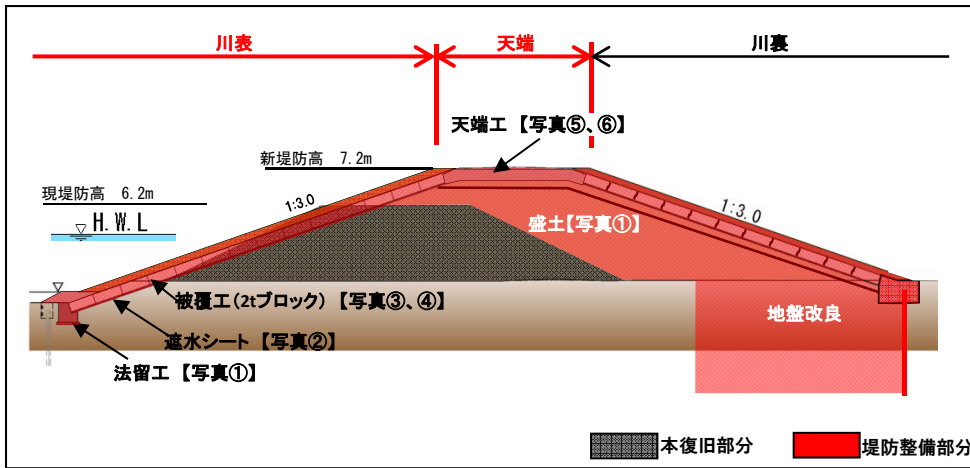 川表
天端
川裏
天端工 【写真⑤、⑥】
新堤防高 7.2m
現堤防高 6.2m
1:3.0
1:3.0
H.W.L
盛土【写真①】
被覆工(2tブロック) 【写真③、④】
地盤改良
遮水シート 【写真②】
法留工 【写真①】
本復旧部分
堤防整備部分